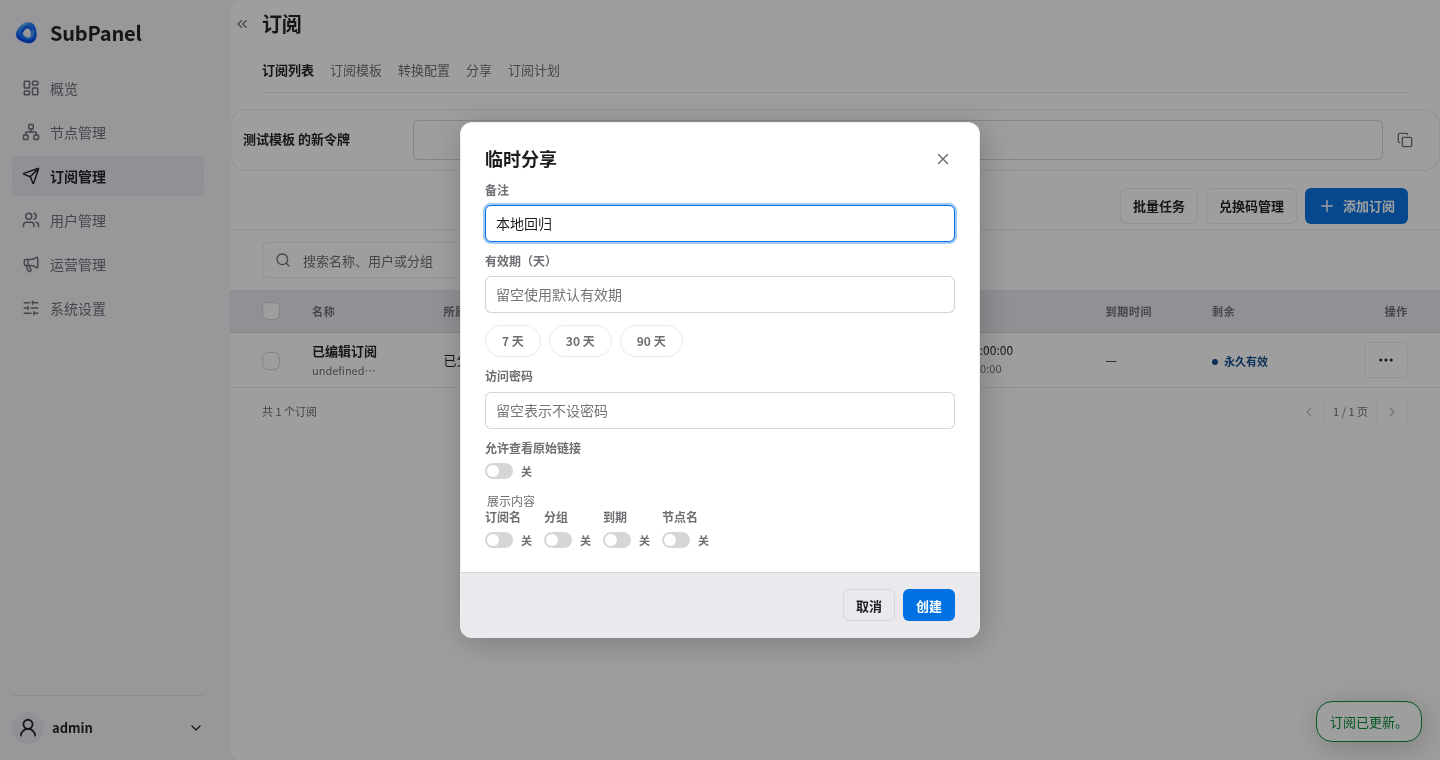 SubPanel
概览
节点管理
订阅管理
用户管理
运营管理
系统设置
admin
订阅
订阅列表 订阅模板 转换配置 分享 订阅计划
测试模板 的新令牌
批量任务 兑换码管理 添加订阅
搜索名称、用户或分组
名称 到期时间 剩余 操作
已编辑订阅
undefined···
:00:00
0:00
—
永久有效
共 1 个订阅
1 / 1 页
临时分享
备注
本地回归
有效期（天）
留空使用默认有效期
7 天 30 天 90 天
访问密码
留空表示不设密码
允许查看原始链接
关
展示内容
订阅名 分组 到期 节点名
关 关 关 关
取消 创建
订阅已更新。